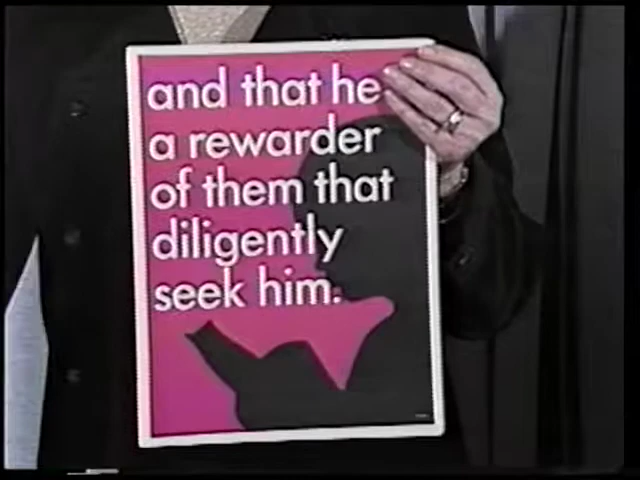 and that he
a rewarder
of them that
diligently
seek him.